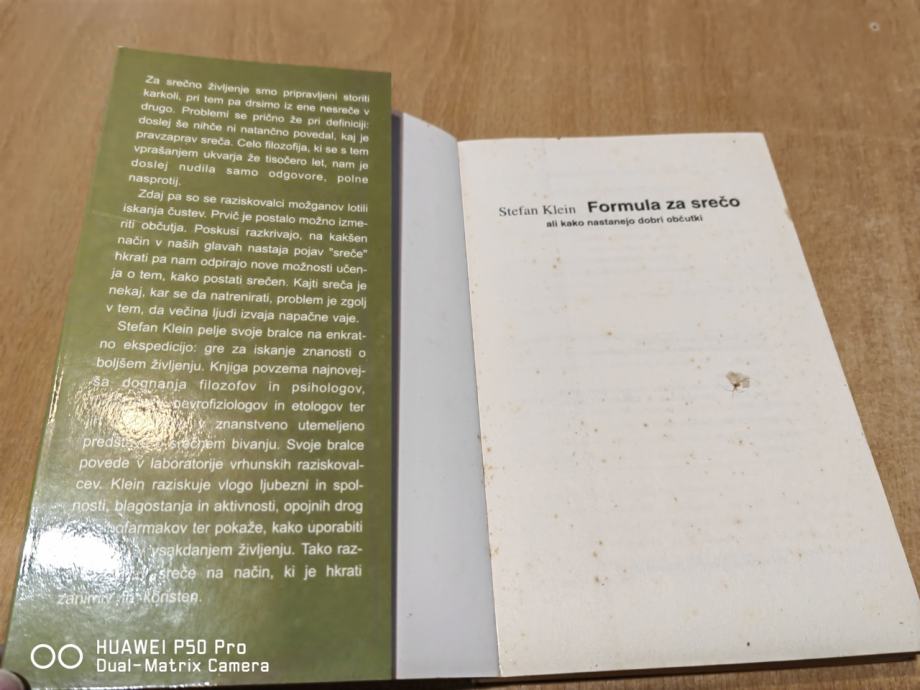 Za srečno življenje smo pripravljeni storiti
karkoli, pri tem pa drsimo iz ene nesreče v
drugo. Problemi se prično že pri definiciji:
doslej še nihče ni natančno povedal, kaj je
pravzaprav sreča. Celo filozofija, ki se s tem
vprašanjem ukvarja že tisočero let, nam je
doslej nudila samo odgovore, polne
nasprotij.
Zdaj pa so se raziskovalci možganov lotili
iskanja čustev. Prvič je postalo možno izme-
riti občutja. Poskusi razkrivajo, na kakšen
način v naših glavah nastaja pojav "sreče"
hkrati pa nam odpirajo nove možnosti učen-
ja o tem, kako postati srečen. Kajti sreča je
nekaj, kar se da natrenirati, problem je zgolj
v tem, da večina ljudi izvaja napačne vaje.
Stefan Klein pelje svoje bralce na enkrat-
no ekspedicijo: gre za iskanje znanosti o
boljšem življenju. Knjiga povzema najnovej-
ša dognanja filozofov in psihologov,
nevrofiziologov in etologov ter
v znanstveno utemeljeno
srečnem bivanju. Svoje bralce
povede v laboratorije vrhunskih raziskoval-
cev. Klein raziskuje vlogo ljubezni in spol-
nosti, blagostanja in aktivnosti, opojnih drog
ter pokaže, kako uporabiti
vsakdanjem življenju. Tako raz-
sreče na način, ki je hkrati
zanimiv in koristen.
Stefan Klein Formula za srečo
ali kako nastanejo dobri občutki
HUAWEI P50 Pro
Dual-Matrix Camera